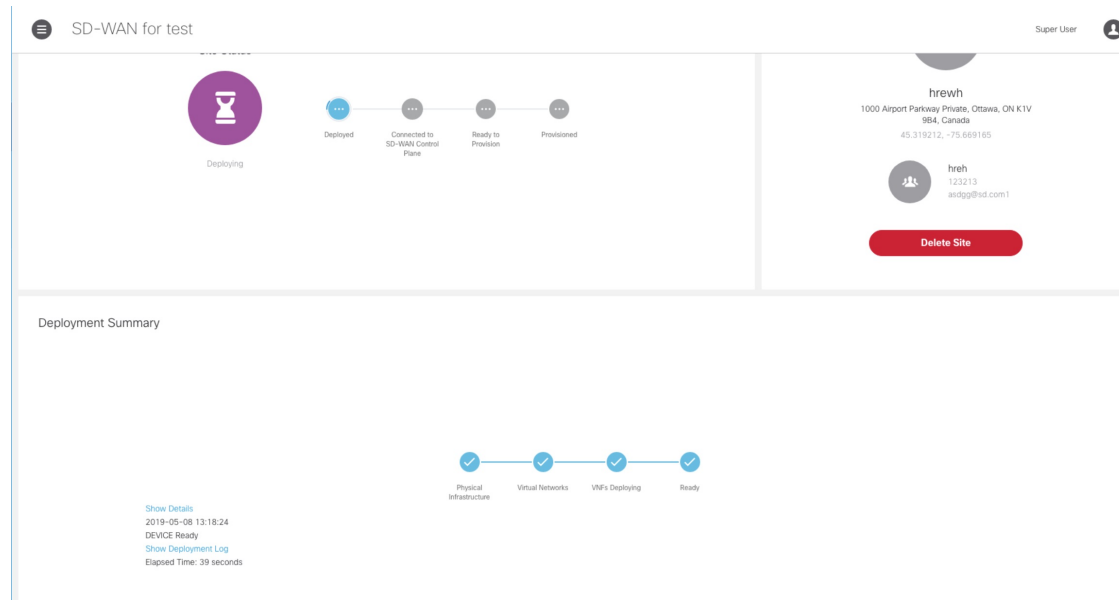 SD-WAN for test
Super User
Deploying
Deployed
Connected to
SD-WAN Control
Plane
Ready to
Provision
Provisioned
hrewh
1000 Airport Parkway Private, Ottawa, ON K1V
9B4, Canada
45.319212, -75.669165
hreh
123213
asdgg@sd.com1
Delete Site
Deployment Summary
Physical
Infrastructure
Virtual Networks
VNFs Deploying
Ready
Show Details
2019-05-08 13:18:24
DEVICE Ready
Show Deployment Log
Elapsed Time: 39 seconds